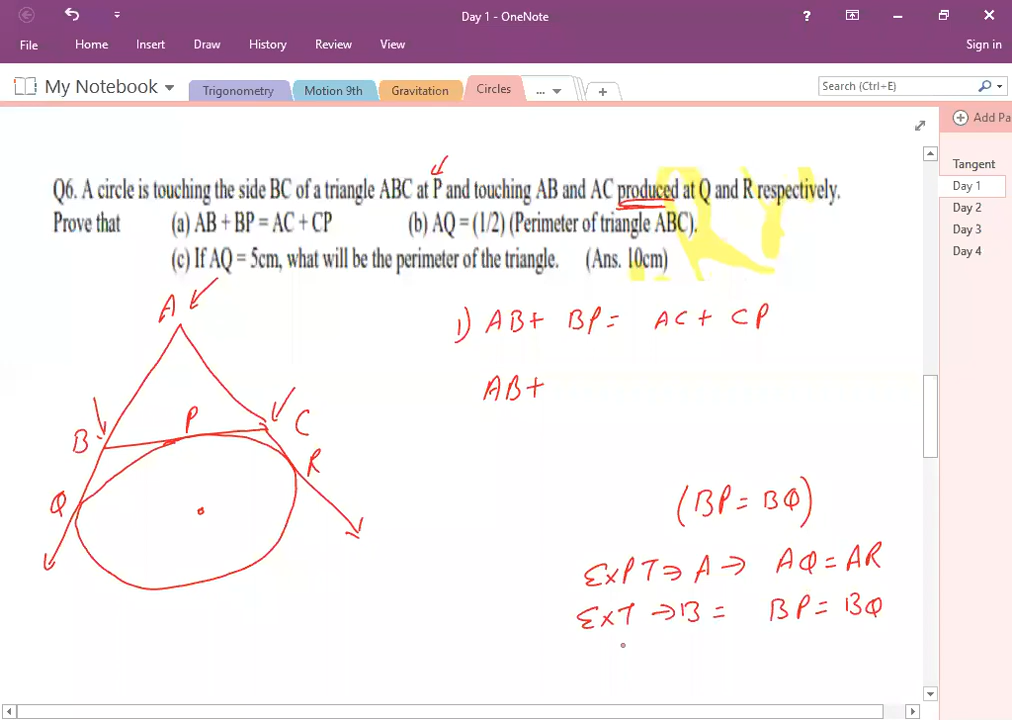 Day 1 - OneNote
?
File Home Insert Draw History Review View
Sign in
My Notebook Trigonometry Motion 9th Gravitation Circles ...
Search (Ctrl+E)
Add Pa
Tangent
Day 1
Day 2
Day 3
Day 4
Q6. A circle is touching the side BC of a triangle ABC at P and touching AB and AC produced at Q and R respectively.
Prove that (a) AB + BP = AC + CP (b) AQ = (1/2) (Perimeter of triangle ABC).
(c) If AQ = 5cm, what will be the perimeter of the triangle. (Ans. 10cm)
A
1) AB+ BP= AC+ CP
AB+
P
C
B
R
Q
(BP= BQ)
EXPT⇒ A → AQ=AR
EXT →B= BP= BQ